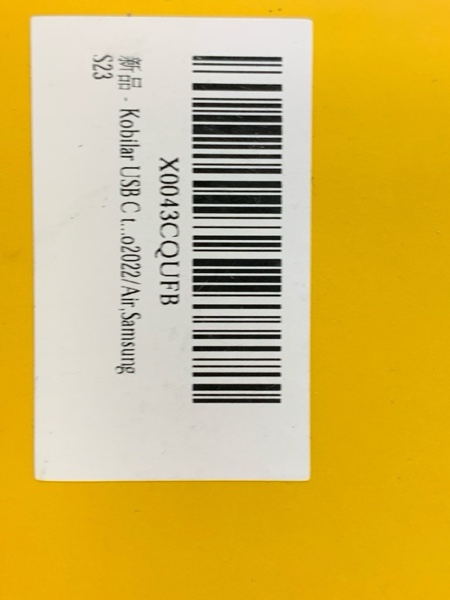 X0043CQUFB
新品 - Kobilar USB C t...o2022/Air,Samsung
S23